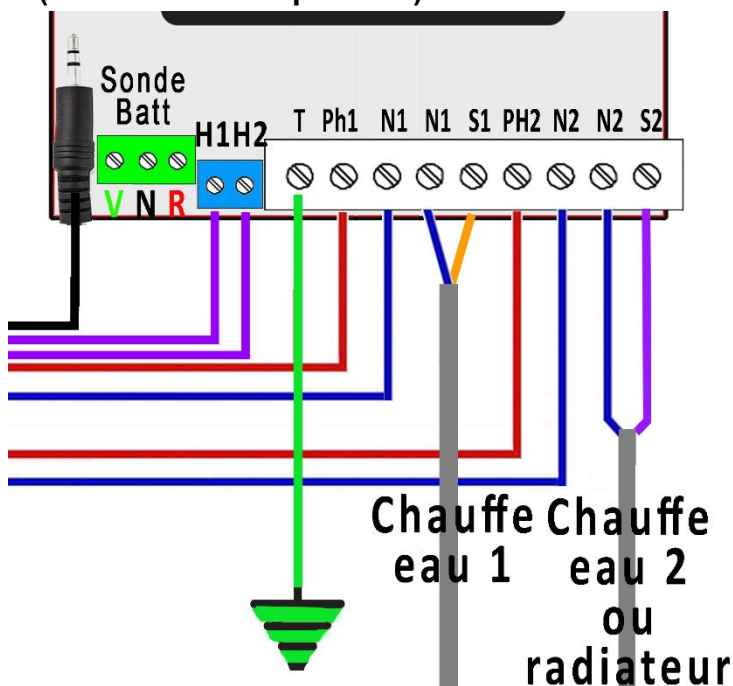 Sonde
Batt
H1H2
T Ph1 N1 N1 S1 PH2 N2 N2 S2
V N R
Chauffe
eau 1
Chauffe
eau 2
ou
radiateur